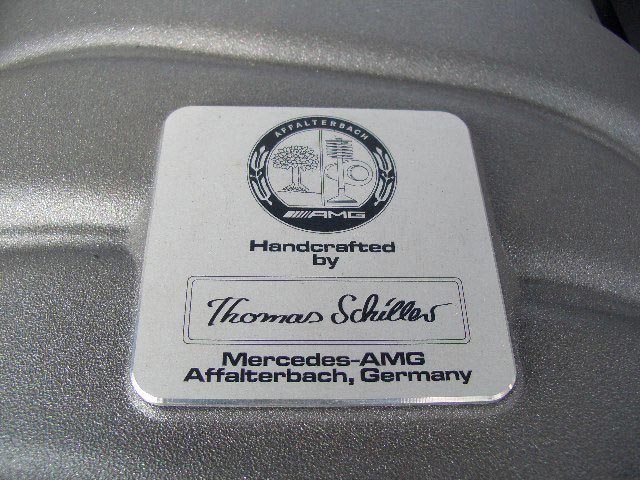 AFFALTERBACH
AMG
Handcrafted
by
Thomas Schiller
Mercedes-AMG
Affalterbach, Germany